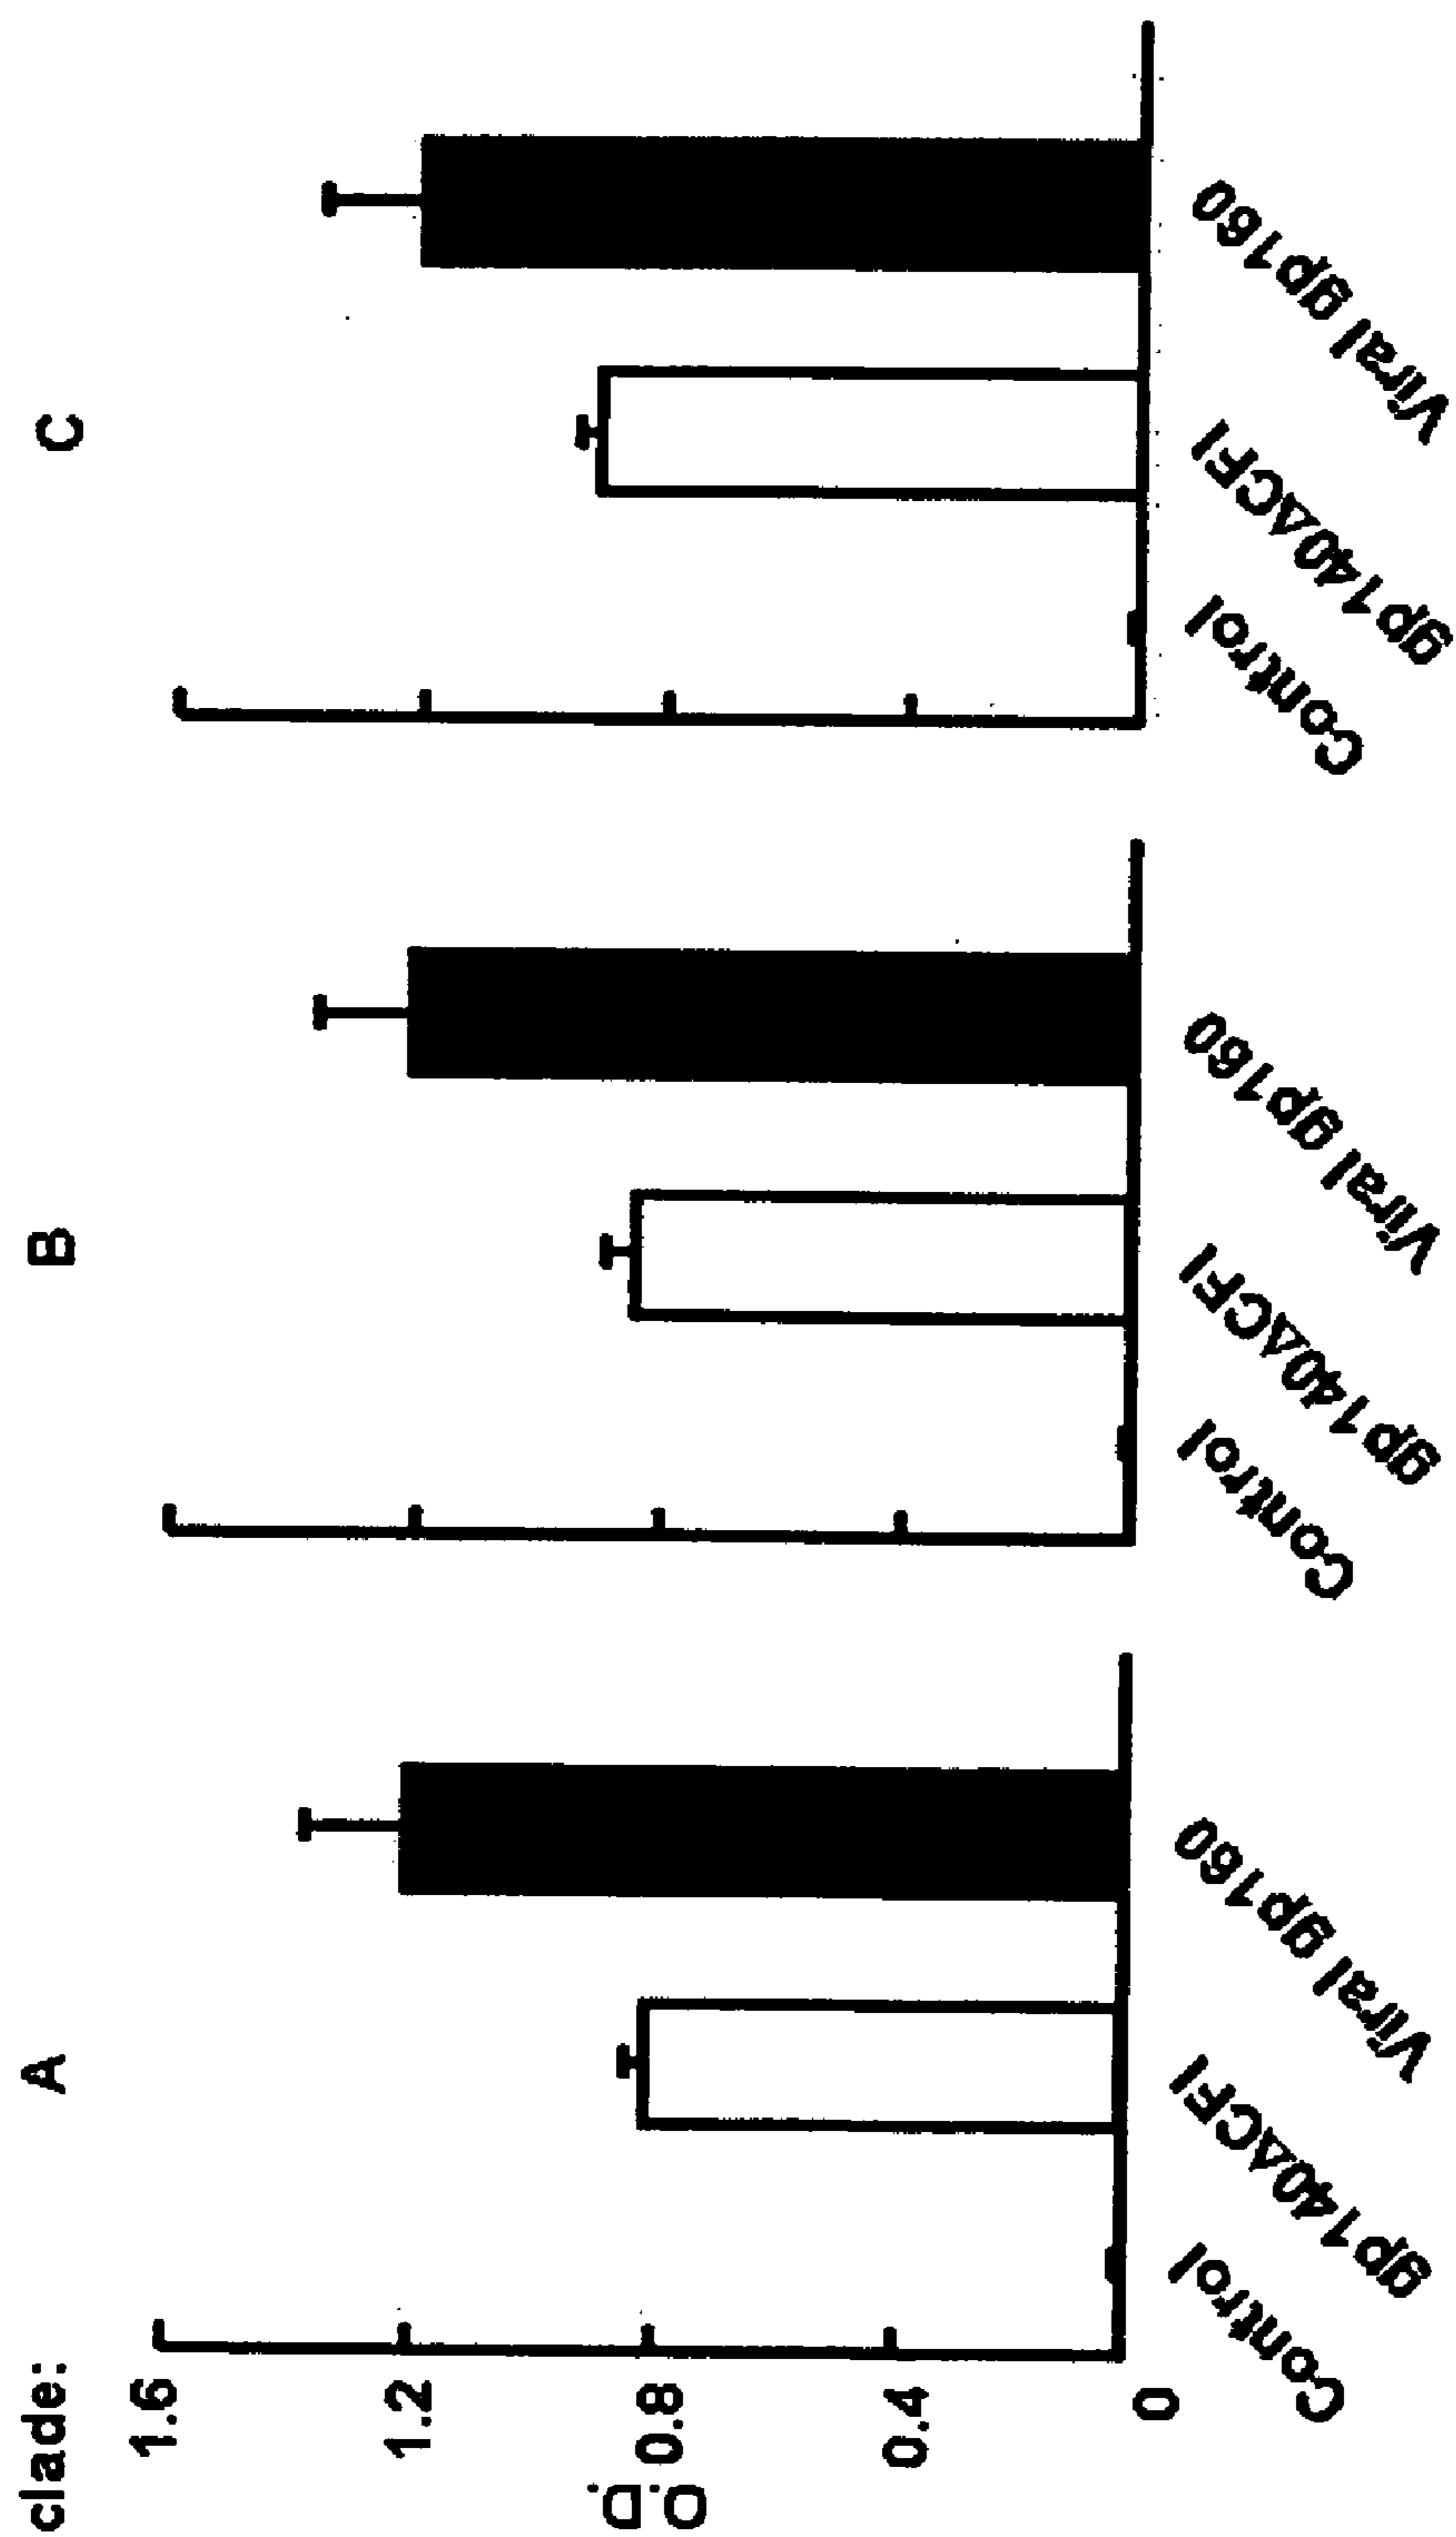 clade: A B C
1.6
1.2
O.D. 0.8
0.4
0
Control gp140ΔCFI Viral gp160 Control gp140ΔCFI Viral gp160 Control gp140ΔCFI Viral gp160